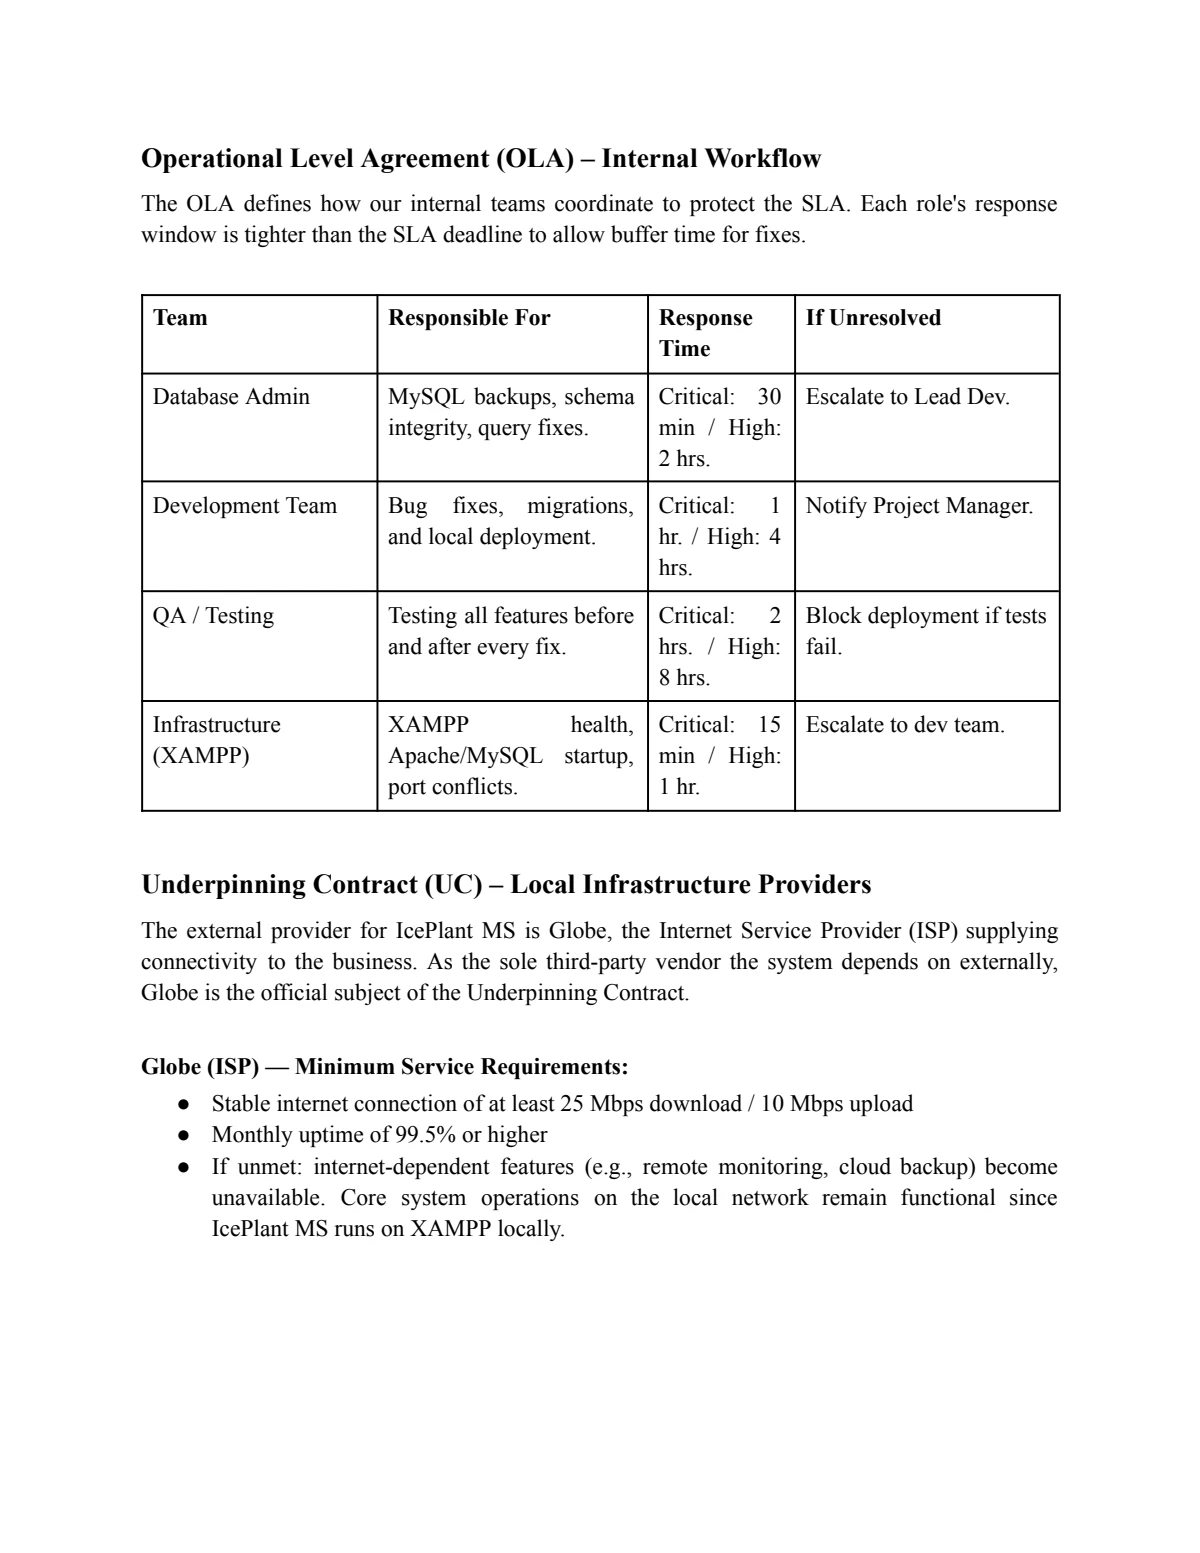 Operational Level Agreement (OLA) – Internal Workflow
The OLA defines how our internal teams coordinate to protect the SLA. Each role's response
window is tighter than the SLA deadline to allow buffer time for fixes.
Team
Responsible For
Response
Time
If Unresolved
Database Admin
MySQL backups, schema
integrity, query fixes.
Critical: 30
min / High:
2 hrs.
Escalate to Lead Dev.
Development Team
Bug fixes, migrations,
and local deployment.
Critical: 1
hr. / High: 4
hrs.
Notify Project Manager.
QA / Testing
Testing all features before
and after every fix.
Critical: 2
hrs. / High:
8 hrs.
Block deployment if tests
fail.
Infrastructure
(XAMPP)
XAMPP health,
Apache/MySQL startup,
port conflicts.
Critical: 15
min / High:
1 hr.
Escalate to dev team.
Underpinning Contract (UC) – Local Infrastructure Providers
The external provider for IcePlant MS is Globe, the Internet Service Provider (ISP) supplying
connectivity to the business. As the sole third-party vendor the system depends on externally,
Globe is the official subject of the Underpinning Contract.
Globe (ISP) — Minimum Service Requirements:
● Stable internet connection of at least 25 Mbps download / 10 Mbps upload
● Monthly uptime of 99.5% or higher
● If unmet: internet-dependent features (e.g., remote monitoring, cloud backup) become
unavailable. Core system operations on the local network remain functional since
IcePlant MS runs on XAMPP locally.